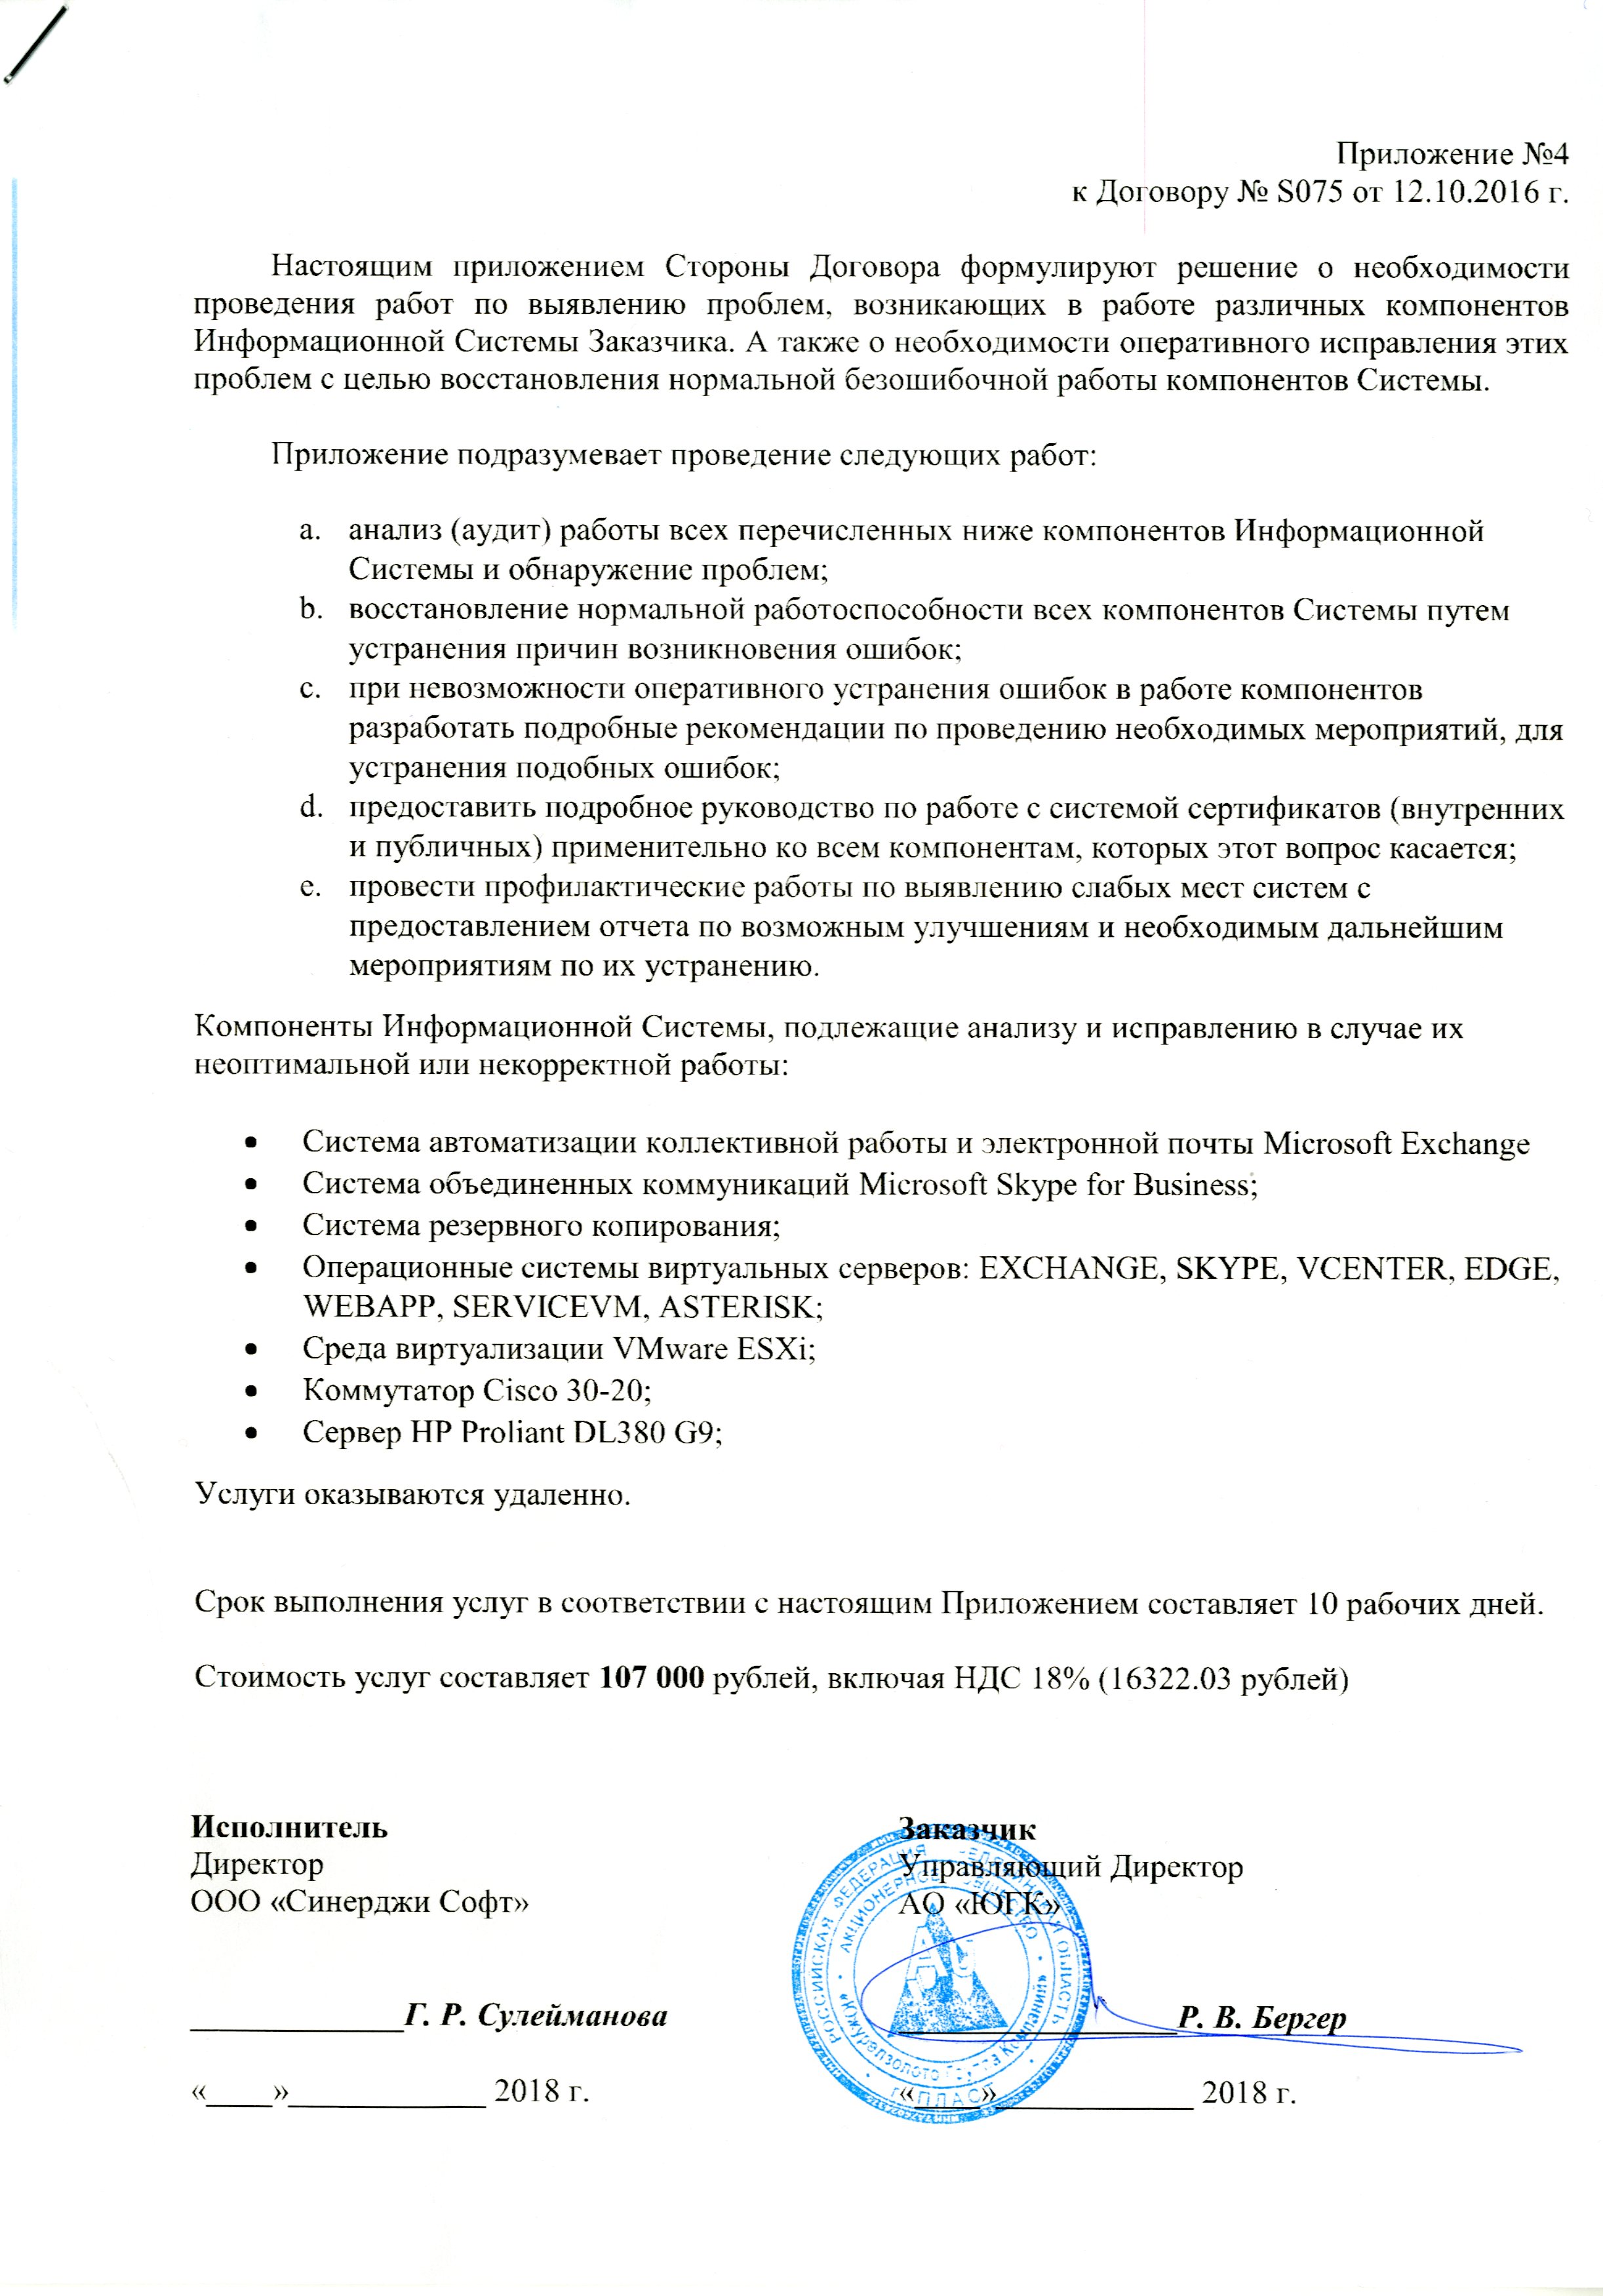 Приложение №4
к Договору № S075 от 12.10.2016 г.
Настоящим приложением Стороны Договора формулируют решение о необходимости
проведения работ по выявлению проблем, возникающих в работе различных компонентов
Информационной Системы Заказчика. А также о необходимости оперативного исправления этих
проблем с целью восстановления нормальной безошибочной работы компонентов Системы.
Приложение подразумевает проведение следующих работ:
a. анализ (аудит) работы всех перечисленных ниже компонентов Информационной
Системы и обнаружение проблем;
b. восстановление нормальной работоспособности всех компонентов Системы путем
устранения причин возникновения ошибок;
c. при невозможности оперативного устранения ошибок в работе компонентов
разработать подробные рекомендации по проведению необходимых мероприятий, для
устранения подобных ошибок;
d. предоставить подробное руководство по работе с системой сертификатов (внутренних
и публичных) применительно ко всем компонентам, которых этот вопрос касается;
e. провести профилактические работы по выявлению слабых мест систем с
предоставлением отчета по возможным улучшениям и необходимым дальнейшим
мероприятиям по их устранению.
Компоненты Информационной Системы, подлежащие анализу и исправлению в случае их
неоптимальной или некорректной работы:
• Система автоматизации коллективной работы и электронной почты Microsoft Exchange
• Система объединенных коммуникаций Microsoft Skype for Business;
• Система резервного копирования;
• Операционные системы виртуальных серверов: EXCHANGE, SKYPE, VCENTER, EDGE,
WEBAPP, SERVICEVM, ASTERISK;
• Среда виртуализации VMware ESXi;
• Коммутатор Cisco 30-20;
• Сервер HP Proliant DL380 G9;
Услуги оказываются удаленно.
Срок выполнения услуг в соответствии с настоящим Приложением составляет 10 рабочих дней.
Стоимость услуг составляет 107 000 рублей, включая НДС 18% (16322.03 рублей)
Исполнитель
Директор
ООО «Синерджи Софт»
_____________Г. Р. Сулейманова
«____»____________ 2018 г.
Заказчик
Управляющий Директор
АО «ЮГК»
_________________Р. В. Бергер
«____»____________ 2018 г.
РОССИЙСКАЯ ФЕДЕРАЦИЯ
ОБЛАСТЬ
АКЦИОНЕРНОЕ ОБЩЕСТВО
«Южуралзолото Группа Компаний»
г. ПЛАСТ